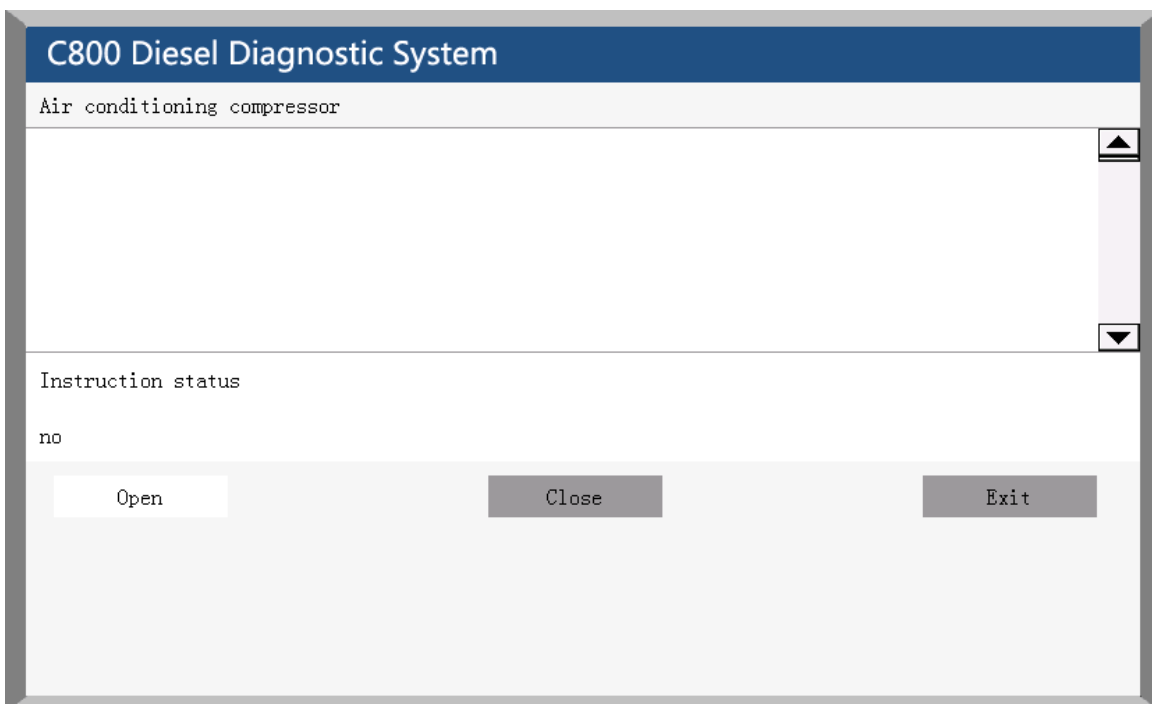 C800 Diesel Diagnostic System
Air conditioning compressor
Instruction status
no
Open
Close
Exit